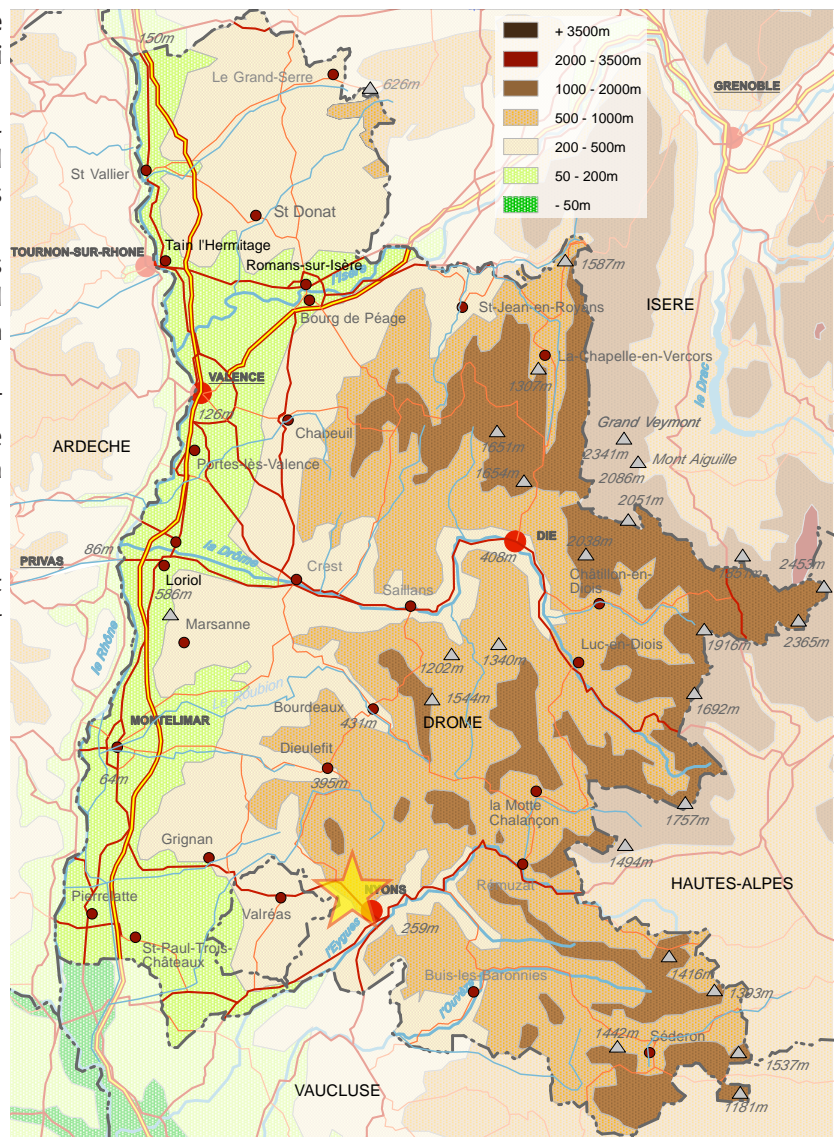 150m
+ 3500m
2000 - 3500m
1000 - 2000m
500 - 1000m
200 - 500m
50 - 200m
- 50m
Le Grand-Serre
626m
GRENOBLE
St Vallier
St Donat
TOURNON-SUR-RHONE
Tain l'Hermitage
Romans-sur-Isère
l'Isère
1587m
Bourg de Péage
St-Jean-en-Royans
ISERE
La-Chapelle-en-Vercors
le Drac
VALENCE
1307m
126m
ARDECHE
Chabeuil
1651m
Grand Veymont
2341m
Portes-lès-Valence
1654m
Mont Aiguille
2086m
2051m
DIE
86m
la Drôme
2038m
PRIVAS
408m
2453m
Loriol
Crest
Châtillon-en-
Diois
586m
Saillans
Marsanne
2365m
le Rhône
1916m
1202m
1340m
Luc-en-Diois
1544m
1692m
Bourdeaux
431m
MONTELIMAR
DROME
Dieulefit
64m
395m
la Motte
Chalançon
1757m
Grignan
1494m
NYONS
Rémuzat
HAUTES-ALPES
Pierrelatte
Valréas
l'Eygues
259m
St-Paul-Trois-
Châteaux
1416m
Buis-les-Baronnies
1393m
1442m
Séderon
1537m
VAUCLUSE
1181m